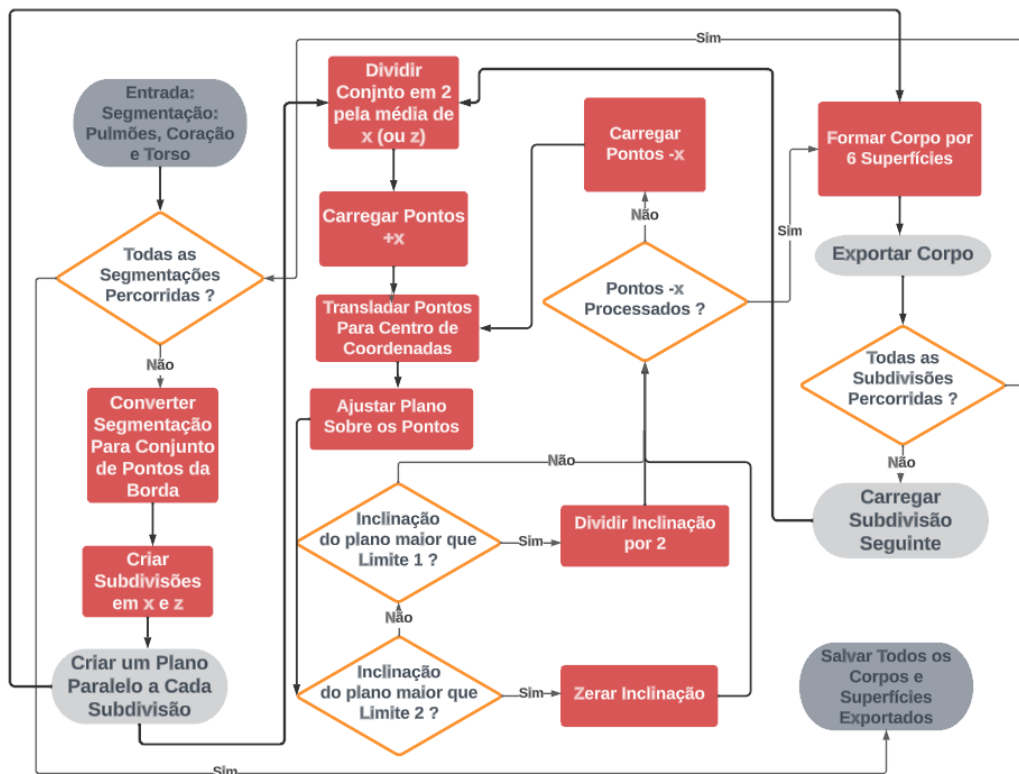 Entrada:
Segmentação:
Pulmões, Coração
e Torso
Todas as
Segmentações
Percorridas ?
Não
Converter
Segmentação
Para Conjunto
de Pontos da
Borda
Criar
Subdivisões
em x e z
Criar um Plano
Paralelo a Cada
Subdivisão
Sim
Dividir
Conjnto em 2
pela média de
x (ou z)
Carregar Pontos
+x
Transladar Pontos
Para Centro de
Coordenadas
Ajustar Plano
Sobre os Pontos
Não
Inclinação
do plano maior que
Limite 1 ?
Sim
Dividir Inclinação
por 2
Não
Inclinação
do plano maior que
Limite 2 ?
Sim
Zerar Inclinação
Carregar
Pontos -x
Não
Pontos -x
Processados ?
Sim
Sim
Formar Corpo por
6 Superfícies
Exportar Corpo
Todas as
Subdivisões
Percorridas ?
Não
Carregar
Subdivisão
Seguinte
Salvar Todos os
Corpos e
Superfícies
Exportados